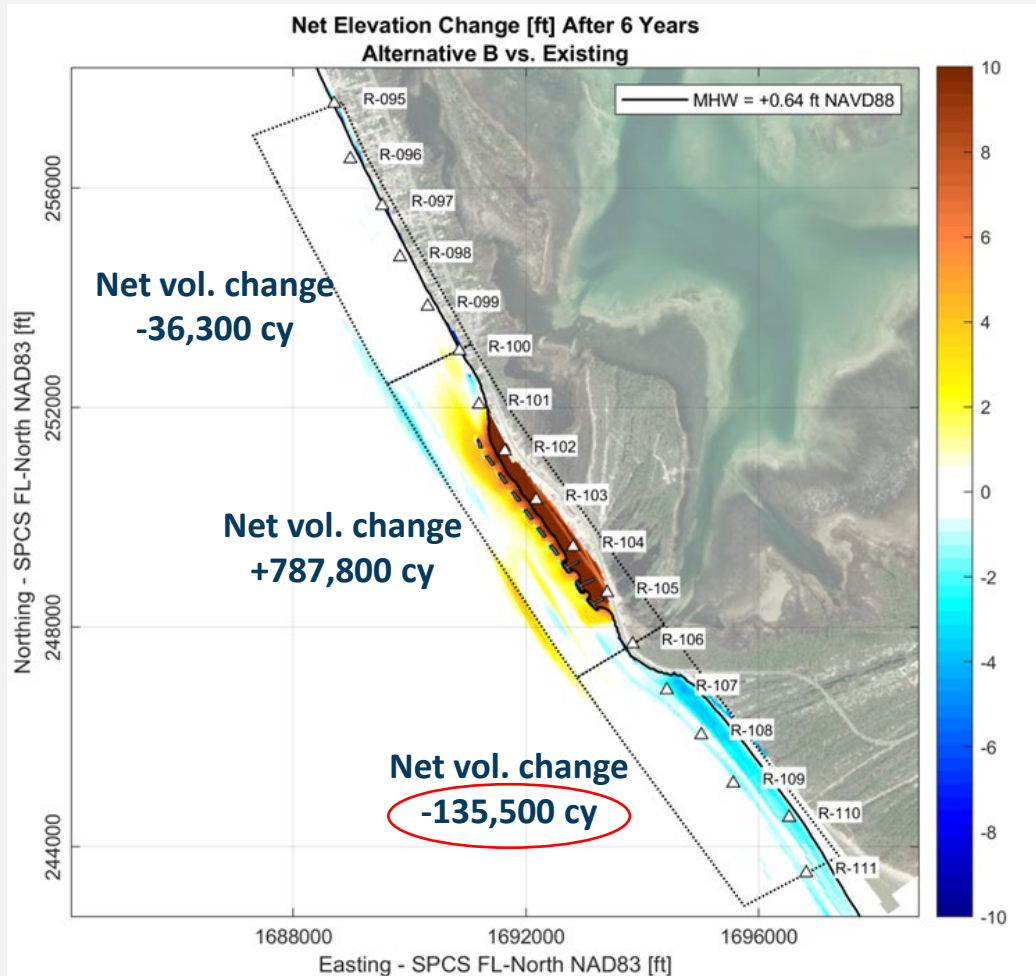 Net Elevation Change [ft] After 6 Years
Alternative B vs. Existing
MHW = +0.64 ft NAVD88
R-095
R-096
R-097
R-098
R-099
R-100
R-101
R-102
R-103
R-104
R-105
R-106
R-107
R-108
R-109
R-110
R-111
Net vol. change
-36,300 cy
Net vol. change
+787,800 cy
Net vol. change
-135,500 cy
Northing - SPCS FL-North NAD83 [ft]
256000
252000
248000
244000
1688000
1692000
1696000
Easting - SPCS FL-North NAD83 [ft]
10
8
6
4
2
0
-2
-4
-6
-8
-10